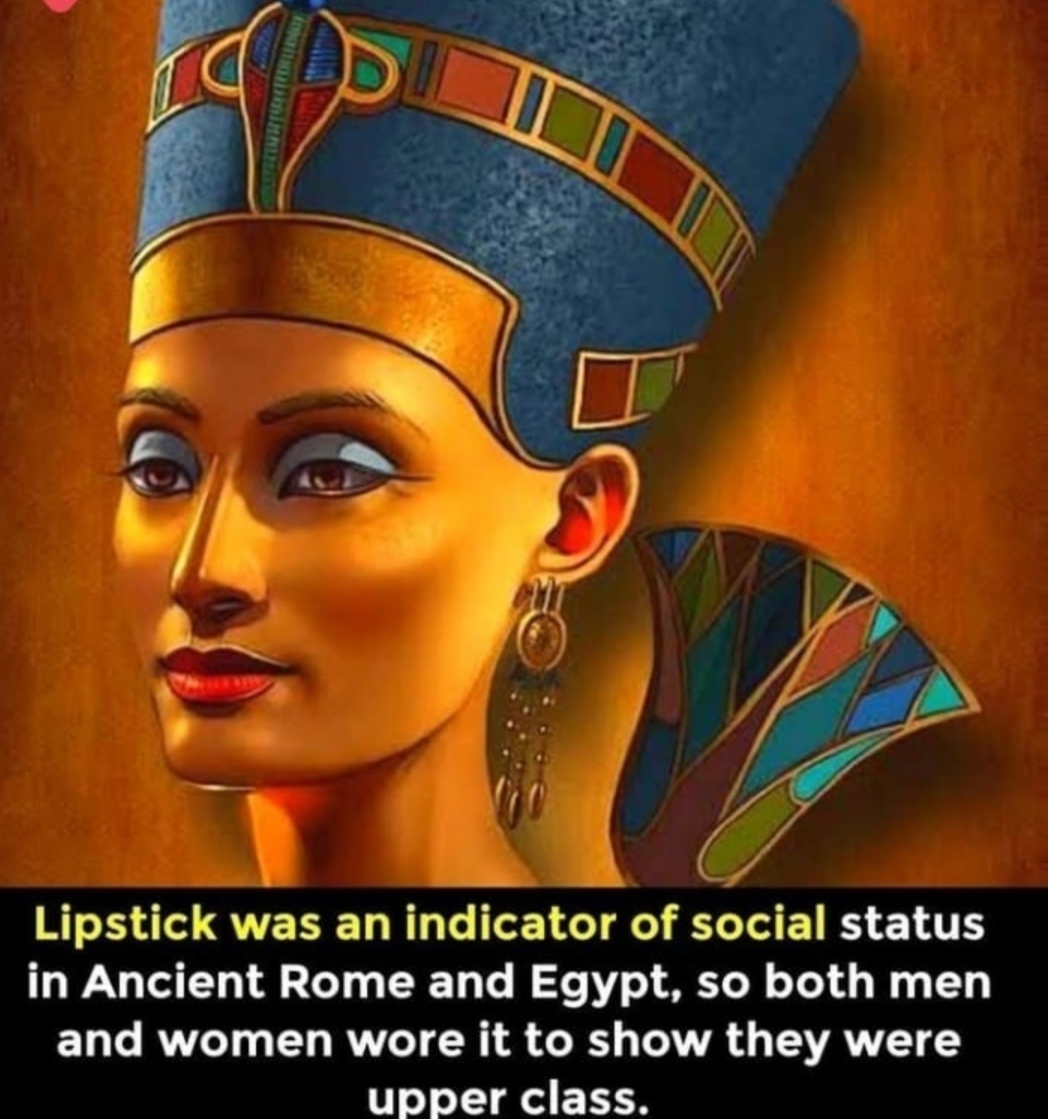 Lipstick was an indicator of social status
in Ancient Rome and Egypt, so both men
and women wore it to show they were
upper class.